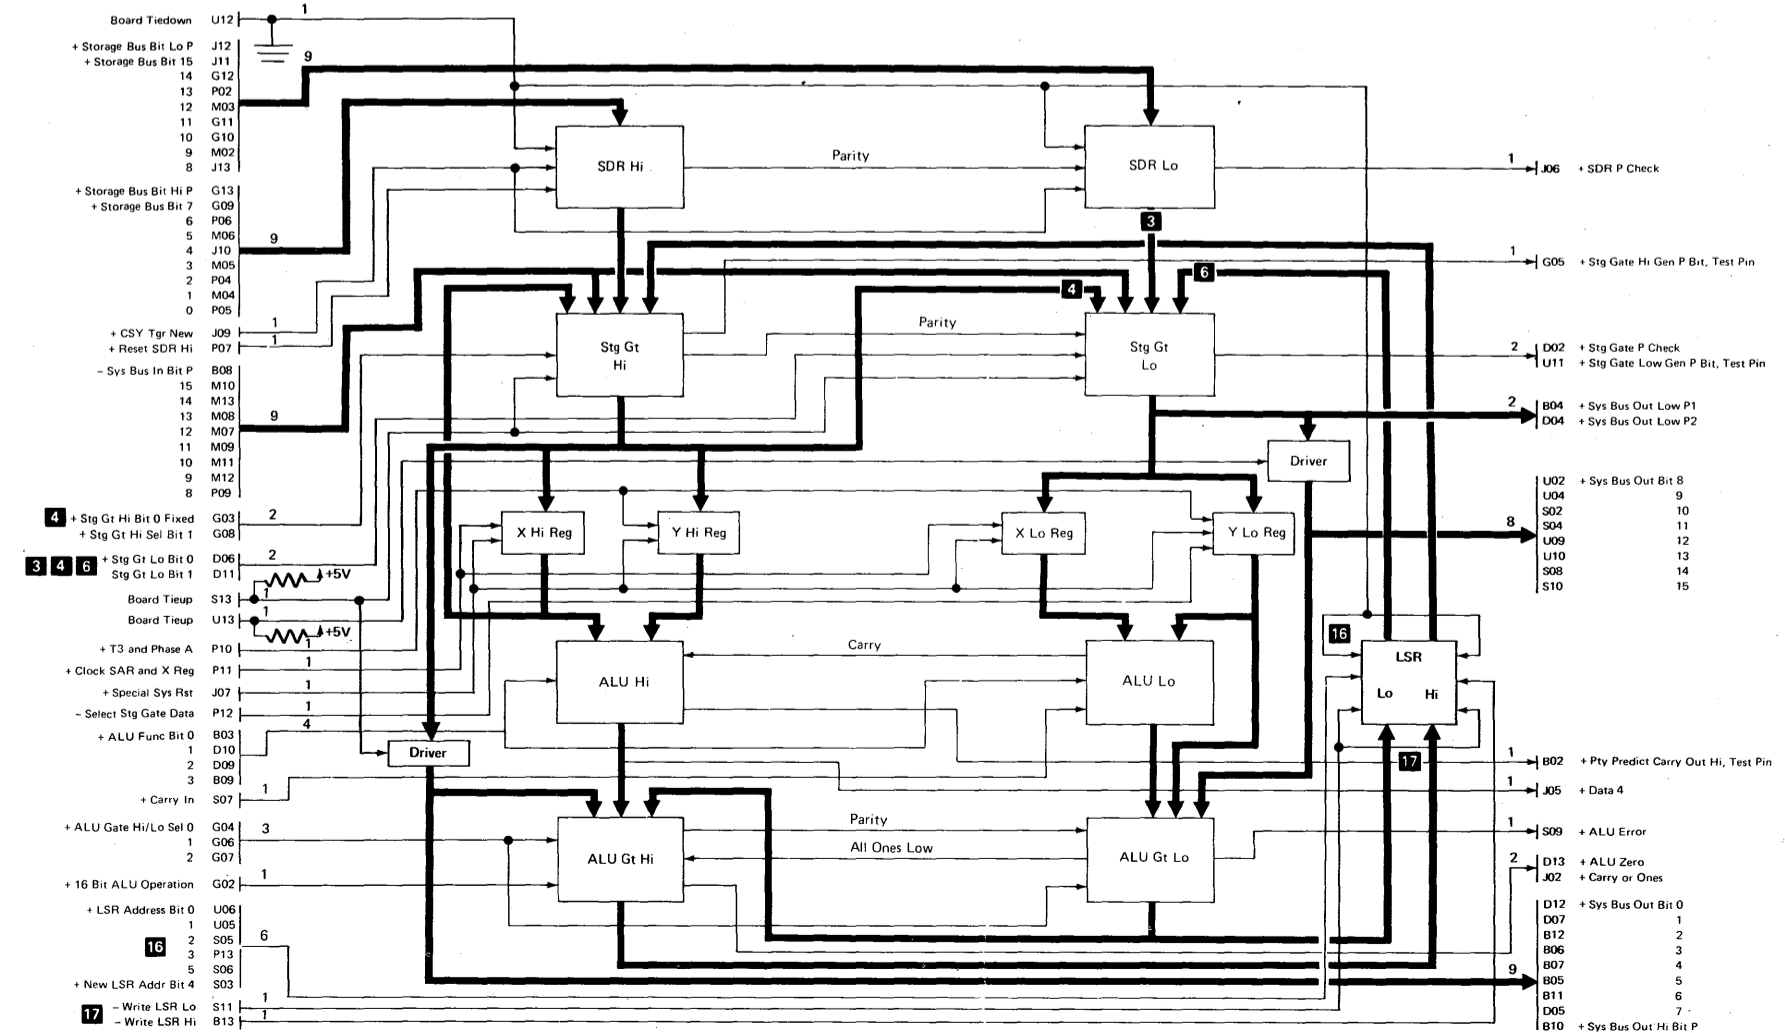 Board Tiedown U12 1
+ Storage Bus Bit Lo P J12
+ Storage Bus Bit 15 J11 9
14 G12
13 P02
12 M03
11 G11
10 G10
9 M02
8 J13
+ Storage Bus Bit Hi P G13
+ Storage Bus Bit 7 G09
6 P06
5 M06
4 J10 9
3 M05
2 P04
1 M04
0 P05
+ CSY Tgr New J09 1
+ Reset SDR Hi P07 1
− Sys Bus In Bit P B08
15 M10
14 M13
13 M08 9
12 M07
11 M09
10 M11
9 M12
8 P09
4 + Stg Gt Hi Bit 0 Fixed G03 2
+ Stg Gt Hi Sel Bit 1 G08
3 4 6 + Stg Gt Lo Bit 0 D06 2
Stg Gt Lo Bit 1 D11
+5V
Board Tieup S13 1
Board Tieup U13 1
+5V
+ T3 and Phase A P10 1
+ Clock SAR and X Reg P11 1
+ Special Sys Rst J07 1
− Select Stg Gate Data P12 1
+ ALU Func Bit 0 B03 4
1 D10
2 D09
3 B09
+ Carry In S07 1
+ ALU Gate Hi/Lo Sel 0 G04 3
1 G06
2 G07
+ 16 Bit ALU Operation G02 1
+ LSR Address Bit 0 U06
1 U05
16 2 S05 6
3 P13
5 S06
+ New LSR Addr Bit 4 S03
17 − Write LSR Lo S11 1
− Write LSR Hi B13 1
SDR Hi
Parity
SDR Lo
3
6
4
Stg Gt
Hi
Parity
Stg Gt
Lo
Driver
X Hi Reg
Y Hi Reg
X Lo Reg
Y Lo Reg
ALU Hi
Carry
ALU Lo
16
LSR
Lo Hi
17
Driver
ALU Gt Hi
Parity
All Ones Low
ALU Gt Lo
1 J06 + SDR P Check
1 G05 + Stg Gate Hi Gen P Bit, Test Pin
2 D02 + Stg Gate P Check
U11 + Stg Gate Low Gen P Bit, Test Pin
2 B04 + Sys Bus Out Low P1
D04 + Sys Bus Out Low P2
U02 + Sys Bus Out Bit 8
U04 9
S02 10
8 S04 11
U09 12
U10 13
S08 14
S10 15
1 B02 + Pty Predict Carry Out Hi, Test Pin
1 J05 + Data 4
1 S09 + ALU Error
2 D13 + ALU Zero
J02 + Carry or Ones
D12 + Sys Bus Out Bit 0
D07 1
B12 2
B06 3
B07 4
9 B05 5
B11 6
D05 7
B10 + Sys Bus Out Hi Bit P